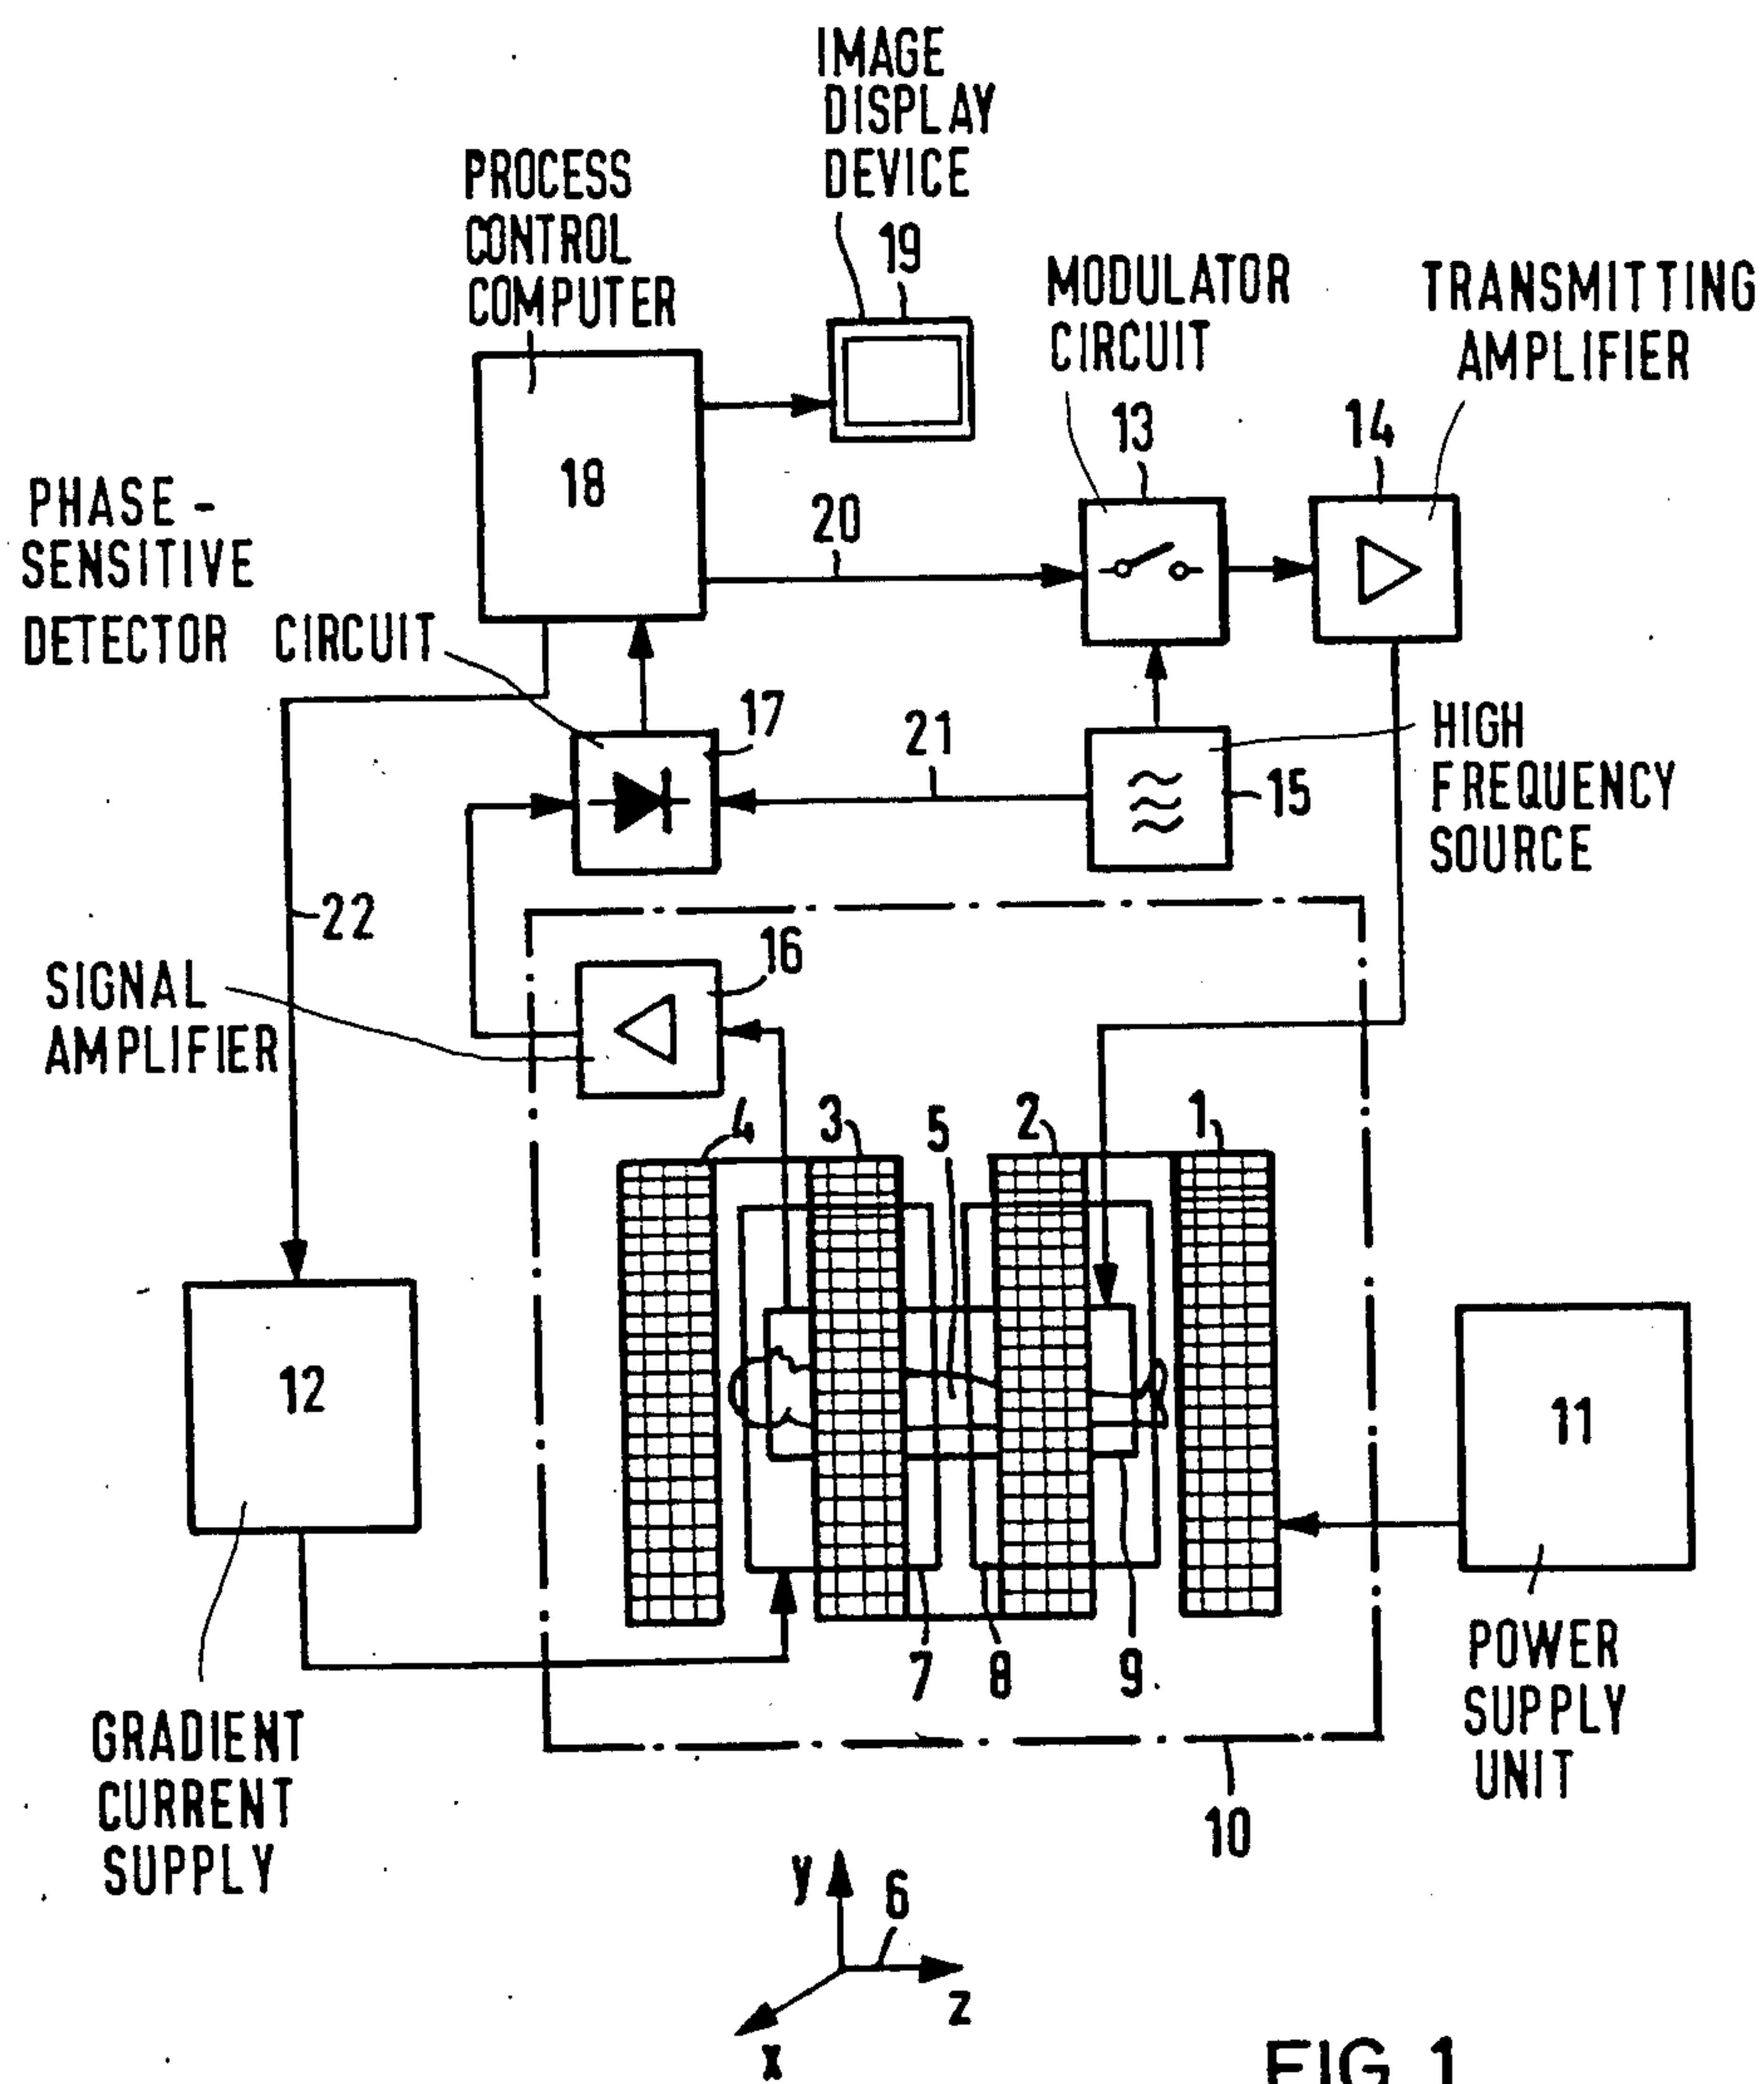 IMAGE
DISPLAY
DEVICE
19
PROCESS
CONTROL
COMPUTER
18
MODULATOR
CIRCUIT
13
TRANSMITTING
AMPLIFIER
14
20
PHASE-
SENSITIVE
DETECTOR CIRCUIT
17
21
15
HIGH
FREQUENCY
SOURCE
22
SIGNAL
AMPLIFIER
16
4
3
5
2
1
12
11
7
8
9
10
GRADIENT
CURRENT
SUPPLY
POWER
SUPPLY
UNIT
y
6
z
x
FIG 1